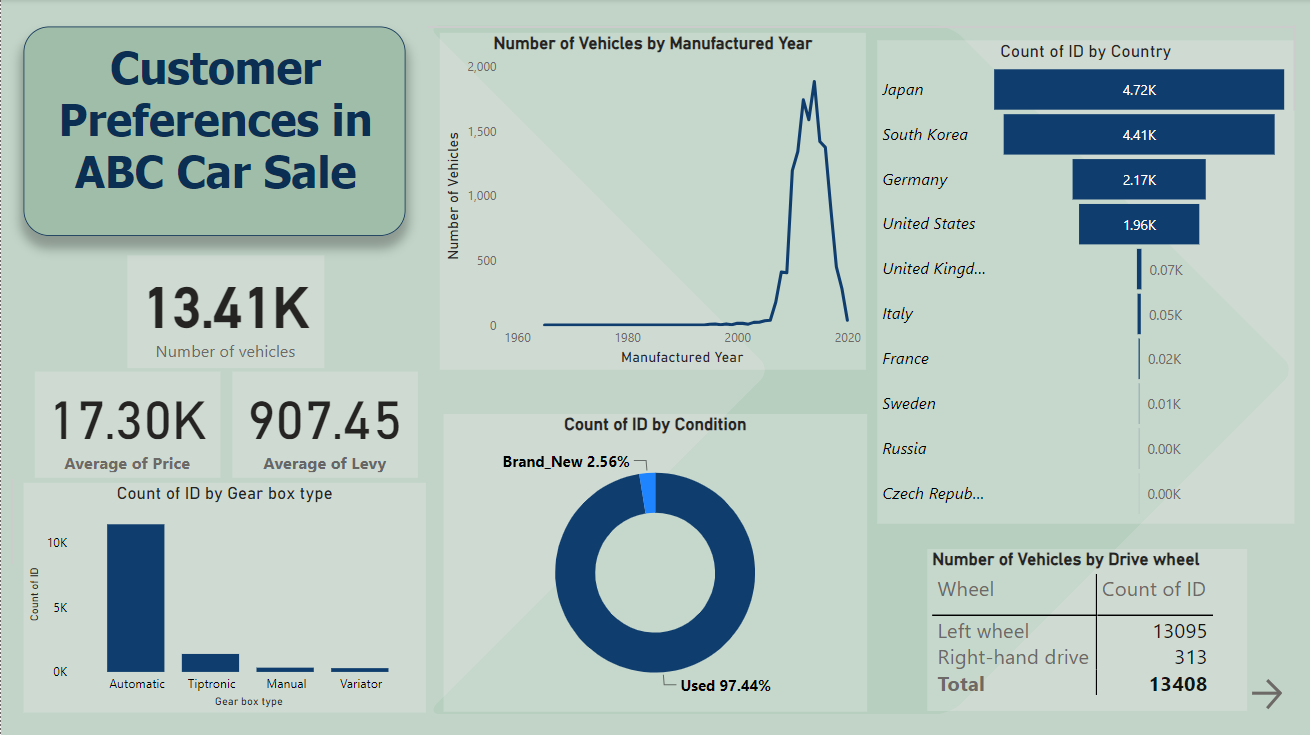 Customer
Preferences in
ABC Car Sale
13.41K
Number of vehicles
17.30K
Average of Price
907.45
Average of Levy
Count of ID by Gear box type
Count of ID
10K
5K
0K
Automatic Tiptronic Manual Variator
Gear box type
Number of Vehicles by Manufactured Year
Number of Vehicles
2,000
1,500
1,000
500
0
1960 1980 2000 2020
Manufactured Year
Count of ID by Condition
Brand_New 2.56%
Used 97.44%
Count of ID by Country
Japan 4.72K
South Korea 4.41K
Germany 2.17K
United States 1.96K
United Kingd... 0.07K
Italy 0.05K
France 0.02K
Sweden 0.01K
Russia 0.00K
Czech Repub... 0.00K
Number of Vehicles by Drive wheel
Wheel Count of ID
Left wheel 13095
Right-hand drive 313
Total 13408